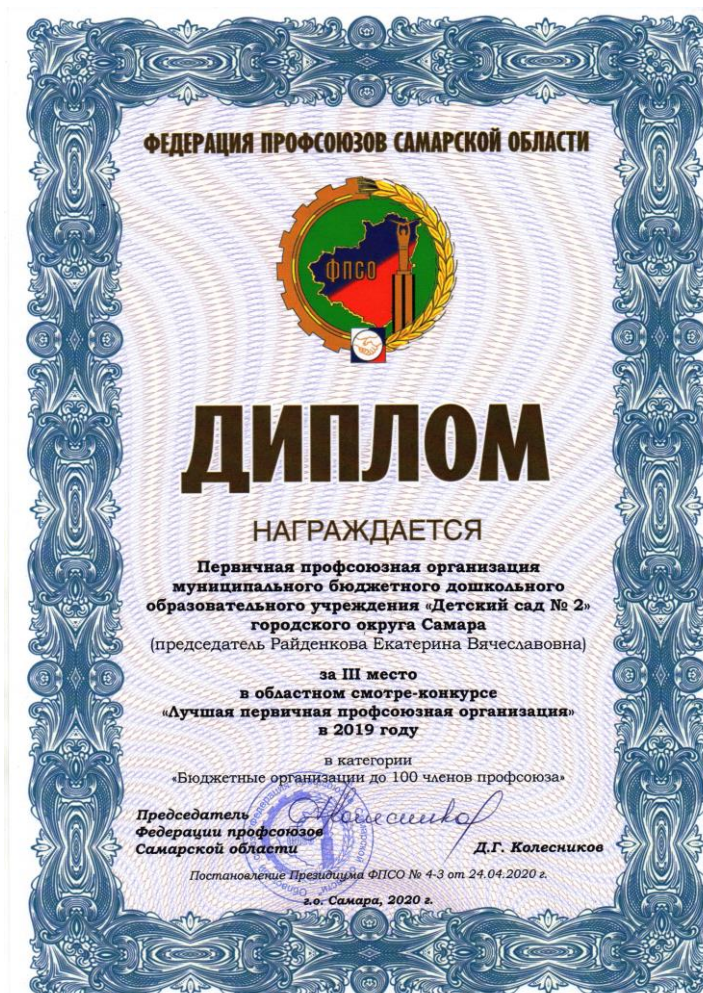 ФЕДЕРАЦИЯ ПРОФСОЮЗОВ САМАРСКОЙ ОБЛАСТИ
ФПСО
ДИПЛОМ
НАГРАЖДАЕТСЯ
Первичная профсоюзная организация
муниципального бюджетного дошкольного
образовательного учреждения «Детский сад № 2»
городского округа Самара
(председатель Райденкова Екатерина Вячеславовна)
за III место
в областном смотре-конкурсе
«Лучшая первичная профсоюзная организация»
в 2019 году
в категории
«Бюджетные организации до 100 членов профсоюза»
Председатель
Федерации профсоюзов
Самарской области Д.Г. Колесников
Постановление Президиума ФПСО № 4-3 от 24.04.2020 г.
г.о. Самара, 2020 г.